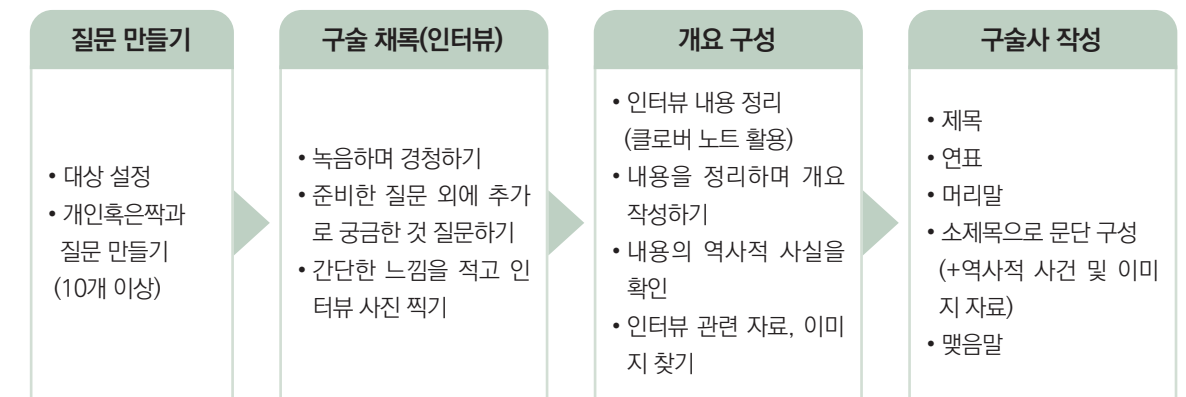 질문 만들기
• 대상 설정
• 개인혹은짝과
질문 만들기
(10개 이상)
구술 채록(인터뷰)
• 녹음하며 경청하기
• 준비한 질문 외에 추가
로 궁금한 것 질문하기
• 간단한 느낌을 적고 인
터뷰 사진 찍기
개요 구성
• 인터뷰 내용 정리
(클로버 노트 활용)
• 내용을 정리하며 개요
작성하기
• 내용의 역사적 사실을
확인
• 인터뷰 관련 자료, 이미
지 찾기
구술사 작성
• 제목
• 연표
• 머리말
• 소제목으로 문단 구성
(+역사적 사건 및 이미
지 자료)
• 맺음말